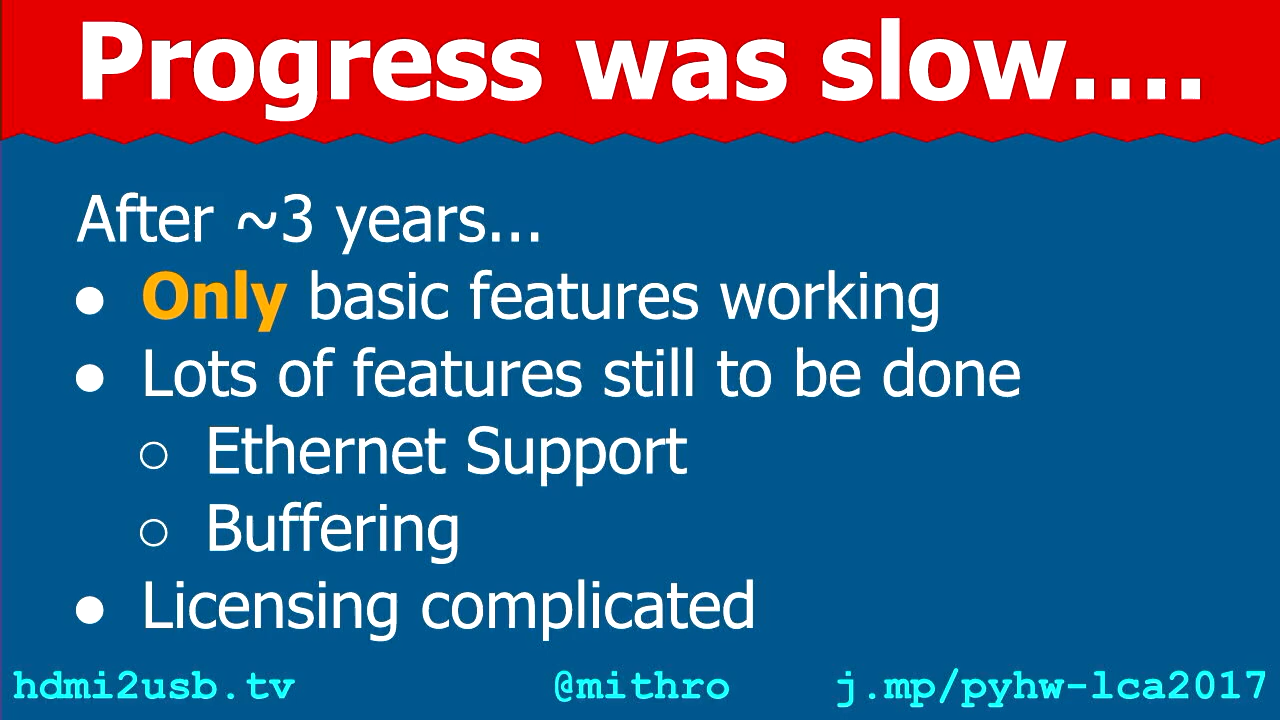 Progress was slow....
After ~3 years...
● Only basic features working
● Lots of features still to be done
○ Ethernet Support
○ Buffering
● Licensing complicated
hdmi2usb.tv @mithro j.mp/pyhw-lca2017